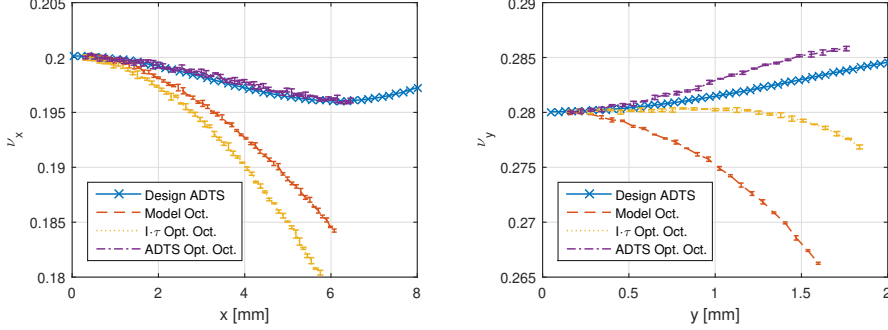 0.205
0.2
0.195
0.19
0.185
0.18
ν_x
Design ADTS
Model Oct.
I·τ Opt. Oct.
ADTS Opt. Oct.
0 2 4 6 8
x [mm]
0.29
0.285
0.28
0.275
0.27
0.265
ν_y
Design ADTS
Model Oct.
I·τ Opt. Oct.
ADTS Opt. Oct.
0 0.5 1 1.5 2
y [mm]